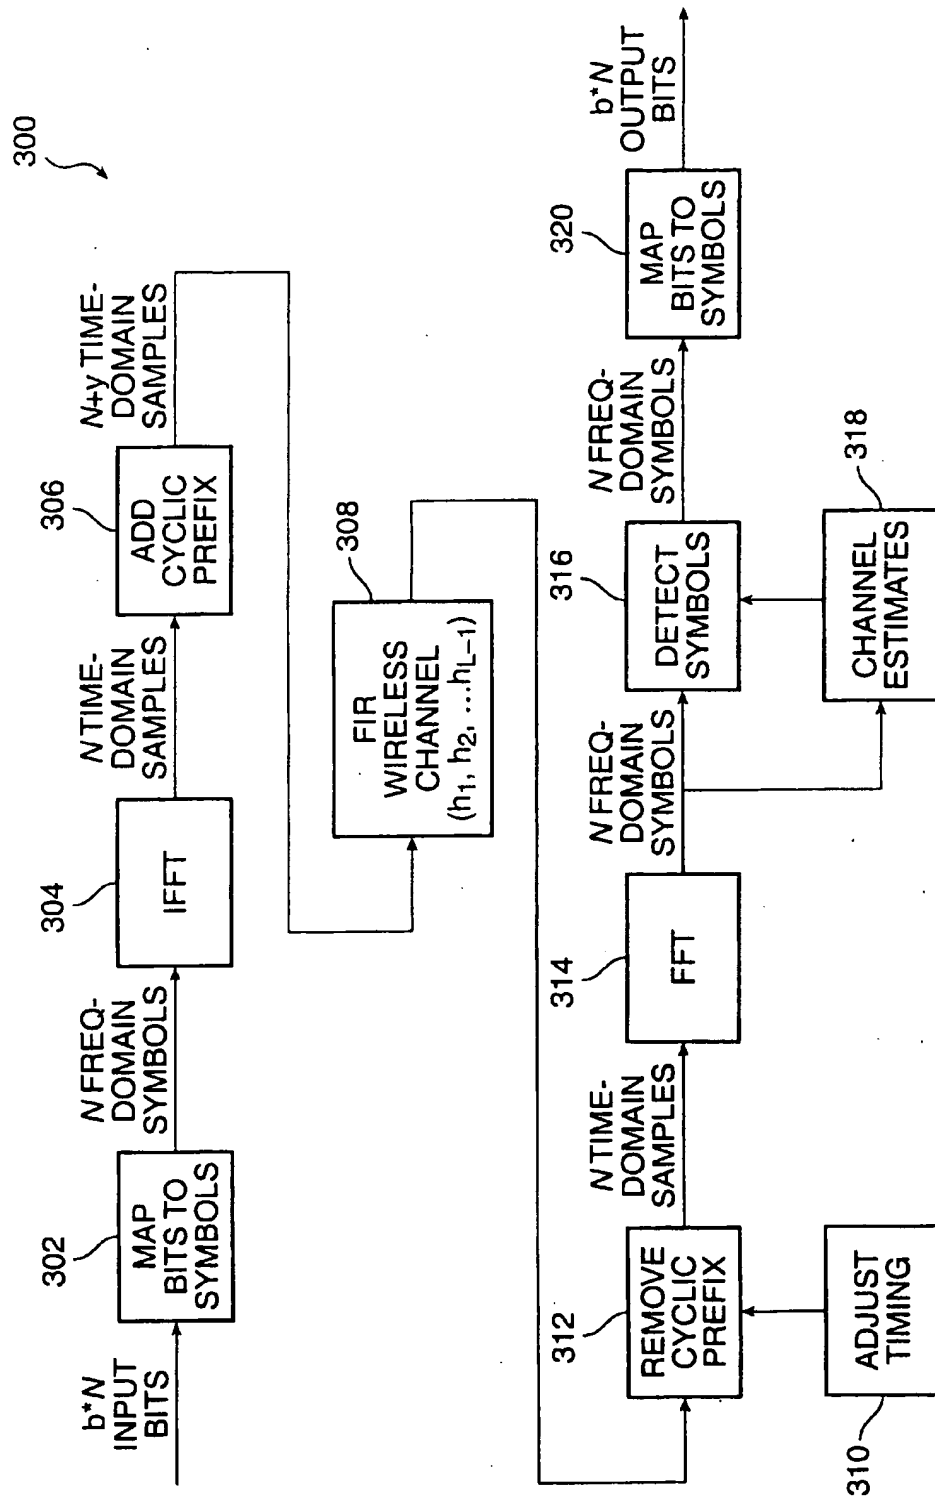 300
b*N
INPUT
BITS
302
MAP
BITS TO
SYMBOLS
N FREQ-
DOMAIN
SYMBOLS
304
IFFT
N TIME-
DOMAIN
SAMPLES
306
ADD
CYCLIC
PREFIX
N+y TIME-
DOMAIN
SAMPLES
308
FIR
WIRELESS
CHANNEL
(h1, h2, ...hL-1)
310
ADJUST
TIMING
312
REMOVE
CYCLIC
PREFIX
N TIME-
DOMAIN
SAMPLES
314
FFT
N FREQ-
DOMAIN
SYMBOLS
316
DETECT
SYMBOLS
318
CHANNEL
ESTIMATES
N FREQ-
DOMAIN
SYMBOLS
320
MAP
BITS TO
SYMBOLS
b*N
OUTPUT
BITS